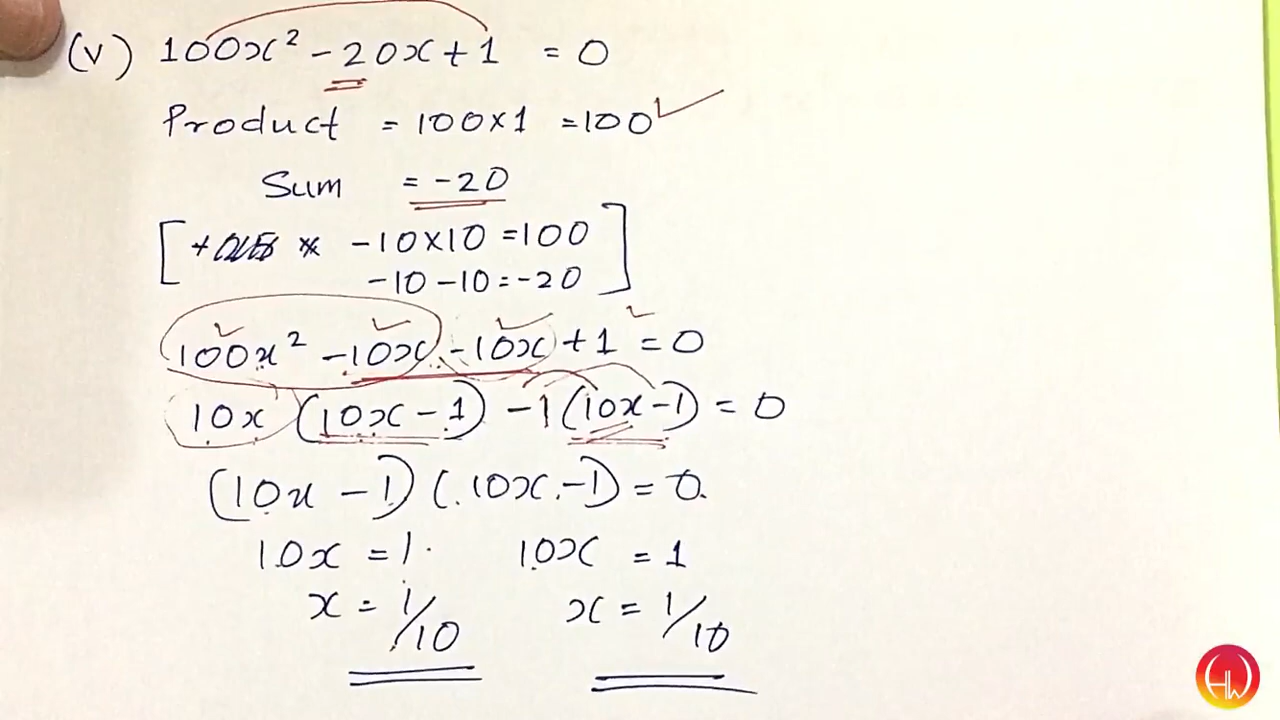 (v) 100x² - 20x + 1 = 0
Product = 100 x 1 = 100
Sum = -20
[ -10 x 10 = 100
-10 - 10 = -20 ]
100x² - 10x - 10x + 1 = 0
10x (10x - 1) - 1 (10x - 1) = 0
(10x - 1) (10x - 1) = 0
10x = 1 10x = 1
x = 1/10 x = 1/10